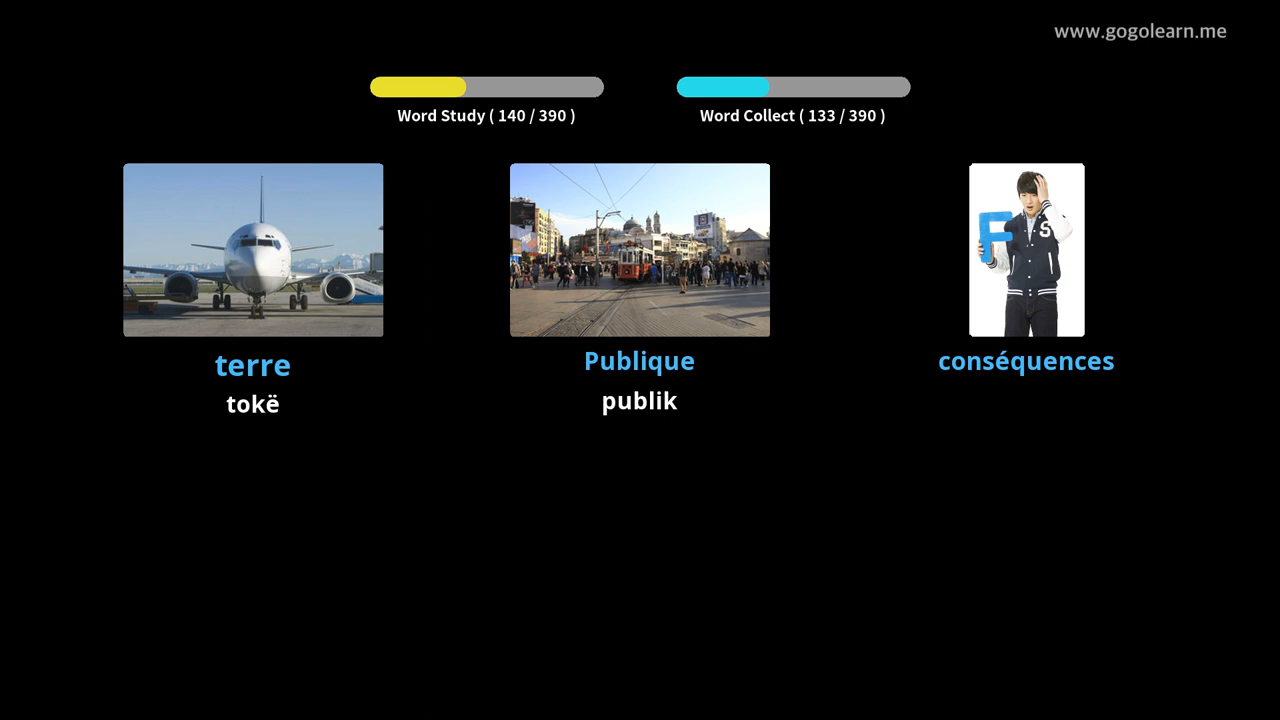 www.gogolearn.me
Word Study ( 140 / 390 )
Word Collect ( 133 / 390 )
F
S
terre
Publique
conséquences
tokë
publik